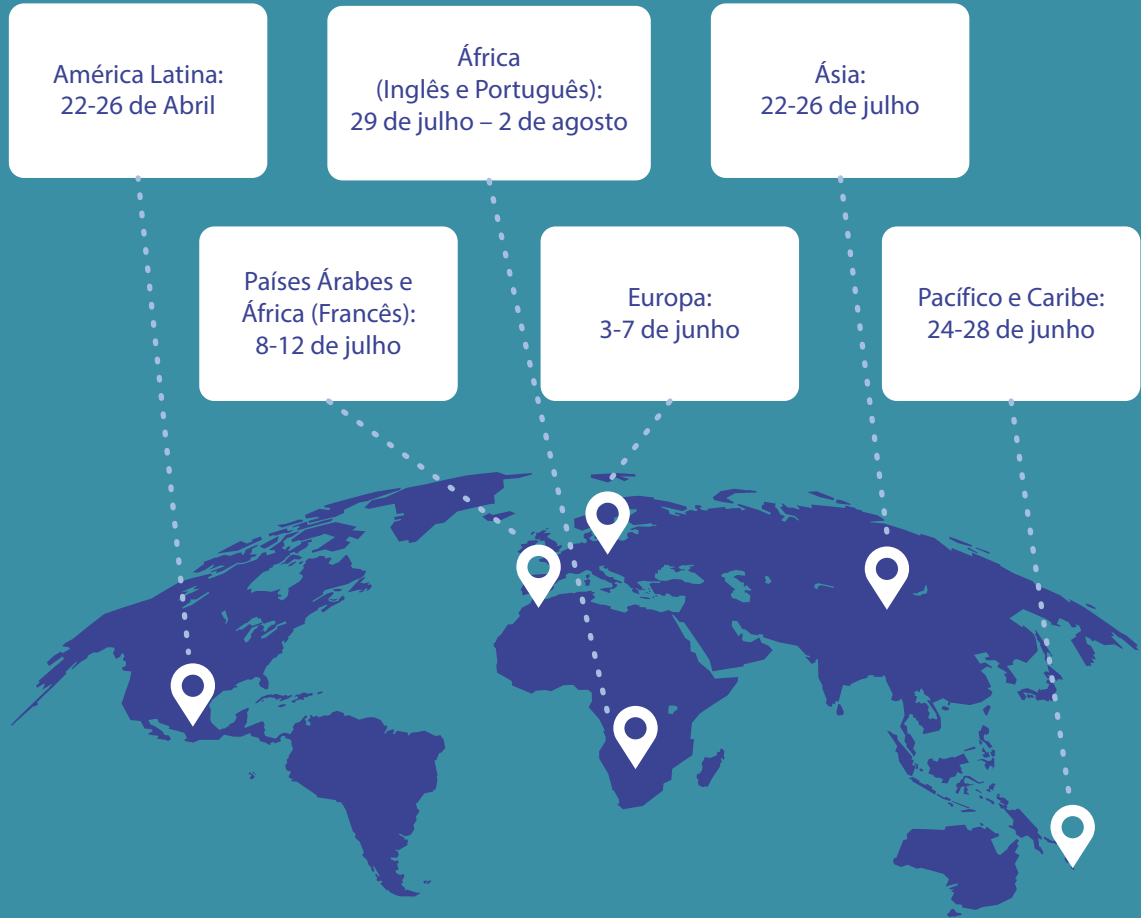 América Latina:
22-26 de Abril
África
(Inglês e Português):
29 de julho – 2 de agosto
Ásia:
22-26 de julho
Países Árabes e
África (Francês):
8-12 de julho
Europa:
3-7 de junho
Pacífico e Caribe:
24-28 de junho